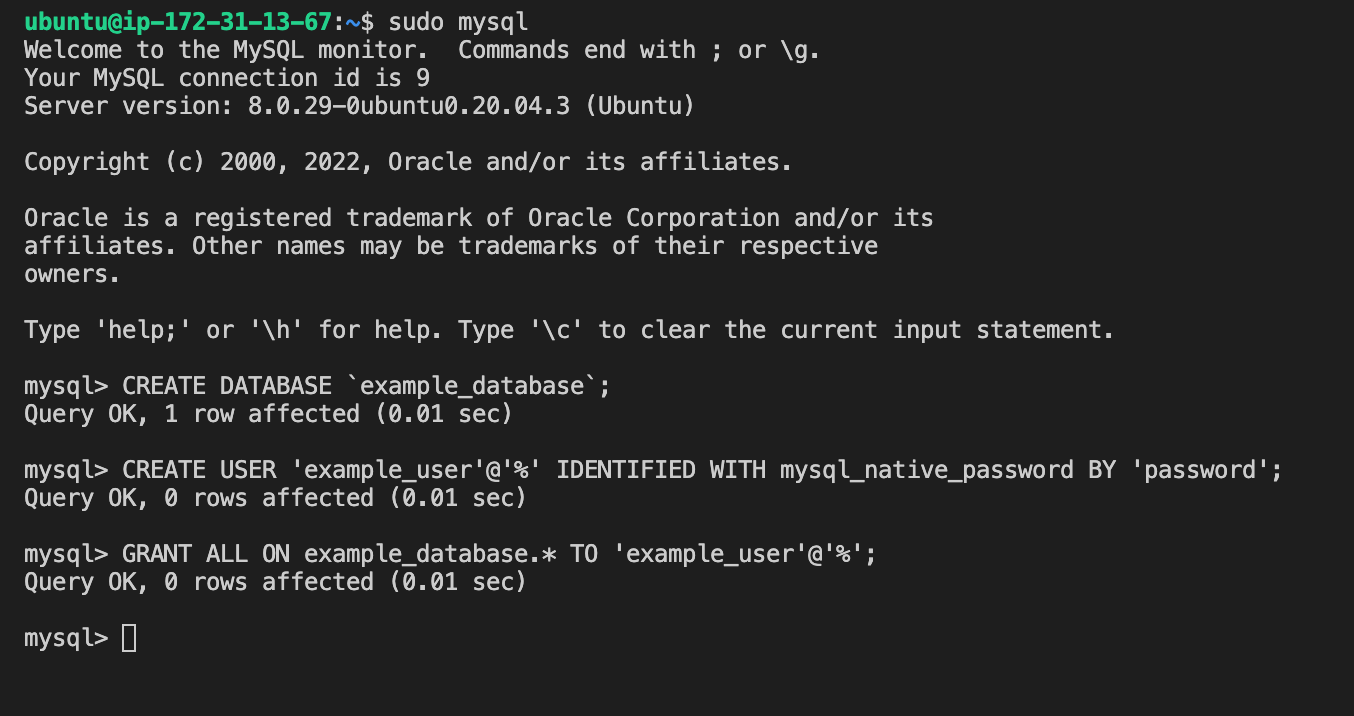 ubuntu@ip-172-31-13-67:~$ sudo mysql
Welcome to the MySQL monitor.  Commands end with ; or \g.
Your MySQL connection id is 9
Server version: 8.0.29-0ubuntu0.20.04.3 (Ubuntu)
Copyright (c) 2000, 2022, Oracle and/or its affiliates.
Oracle is a registered trademark of Oracle Corporation and/or its
affiliates. Other names may be trademarks of their respective
owners.
Type 'help;' or '\h' for help. Type '\c' to clear the current input statement.
mysql> CREATE DATABASE `example_database`;
Query OK, 1 row affected (0.01 sec)
mysql> CREATE USER 'example_user'@'%' IDENTIFIED WITH mysql_native_password BY 'password';
Query OK, 0 rows affected (0.01 sec)
mysql> GRANT ALL ON example_database.* TO 'example_user'@'%';
Query OK, 0 rows affected (0.01 sec)
mysql>